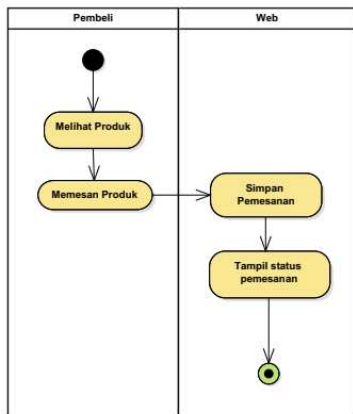 Pembeli
Web
Melihat Produk
Memesan Produk
Simpan
Pemesanan
Tampil status
pemesanan